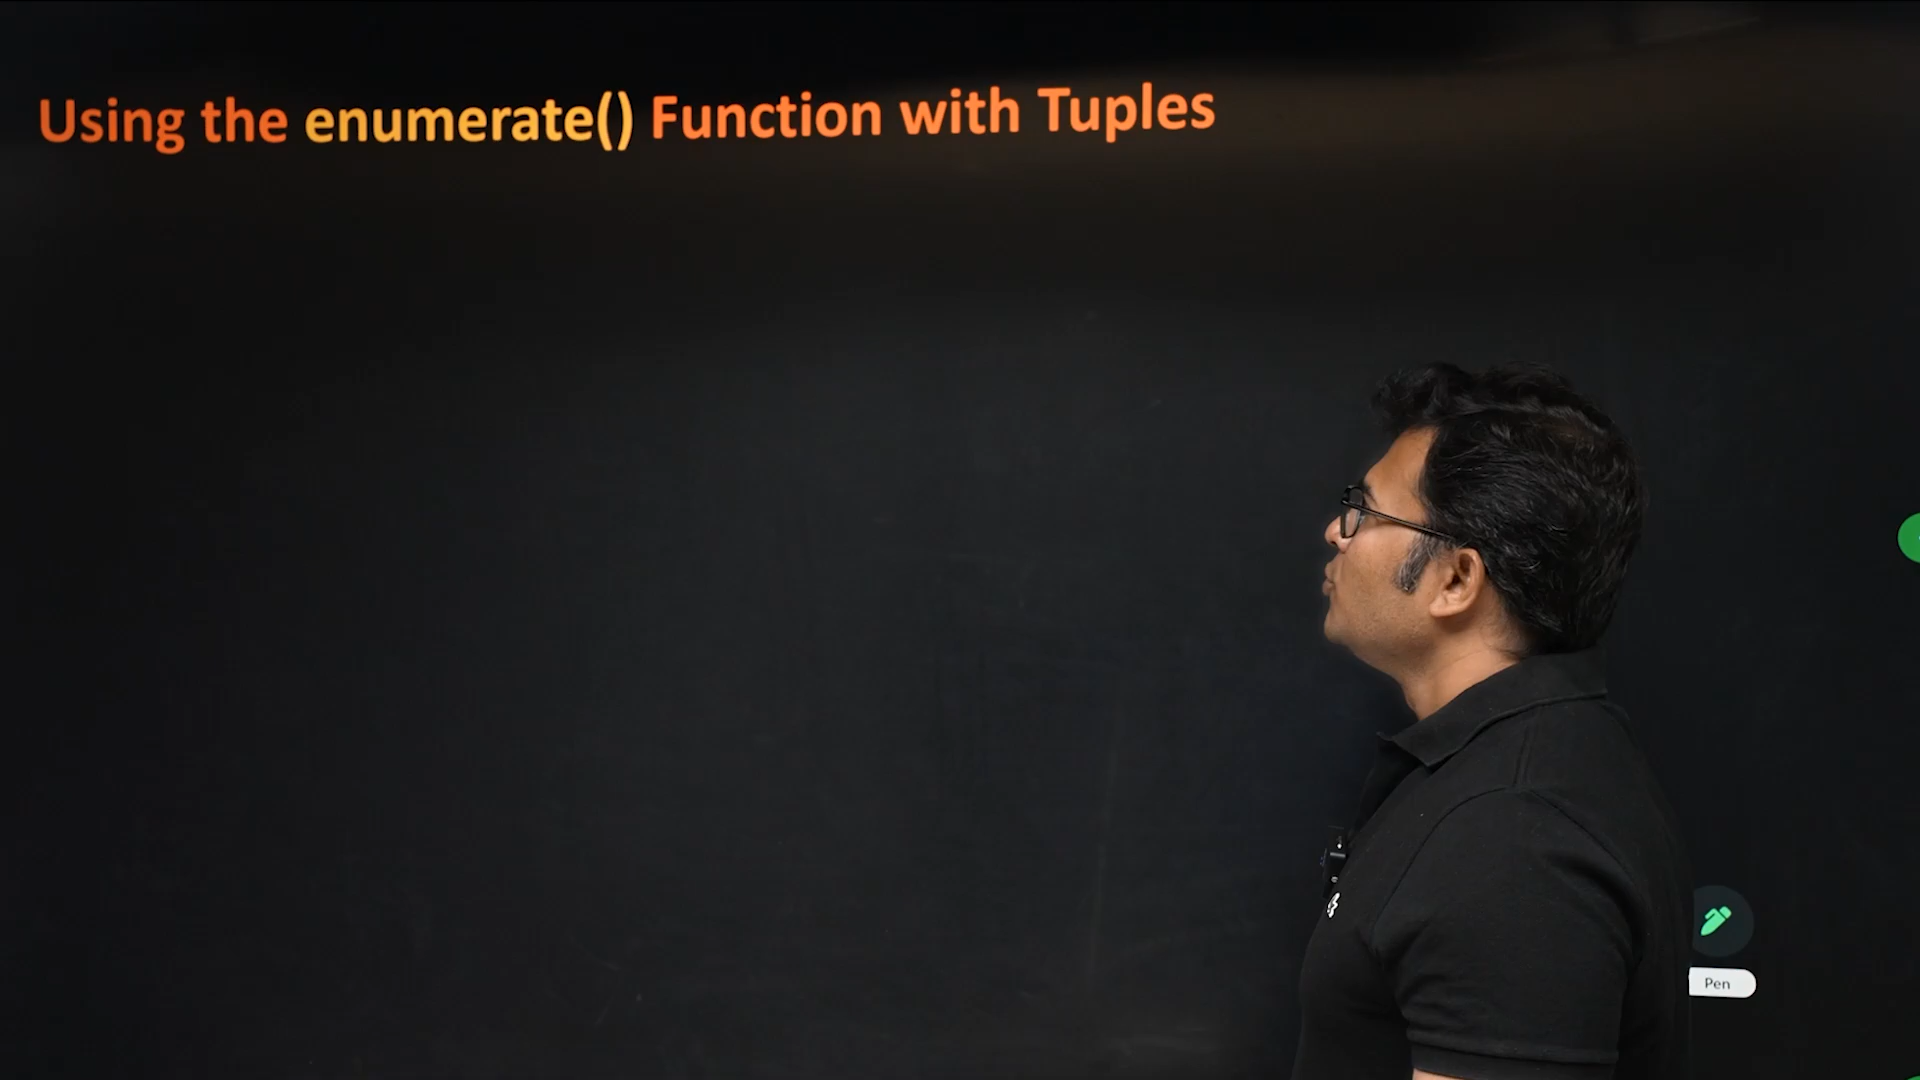 Using the enumerate() Function with Tuples
Pen